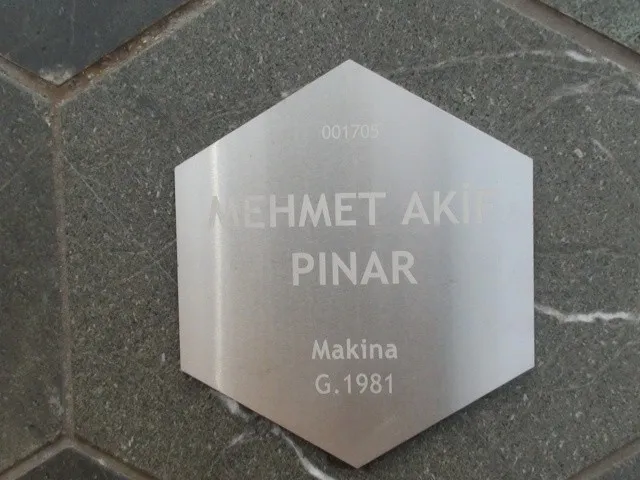 001705
MEHMET AKİF
PINAR
Makina
G.1981